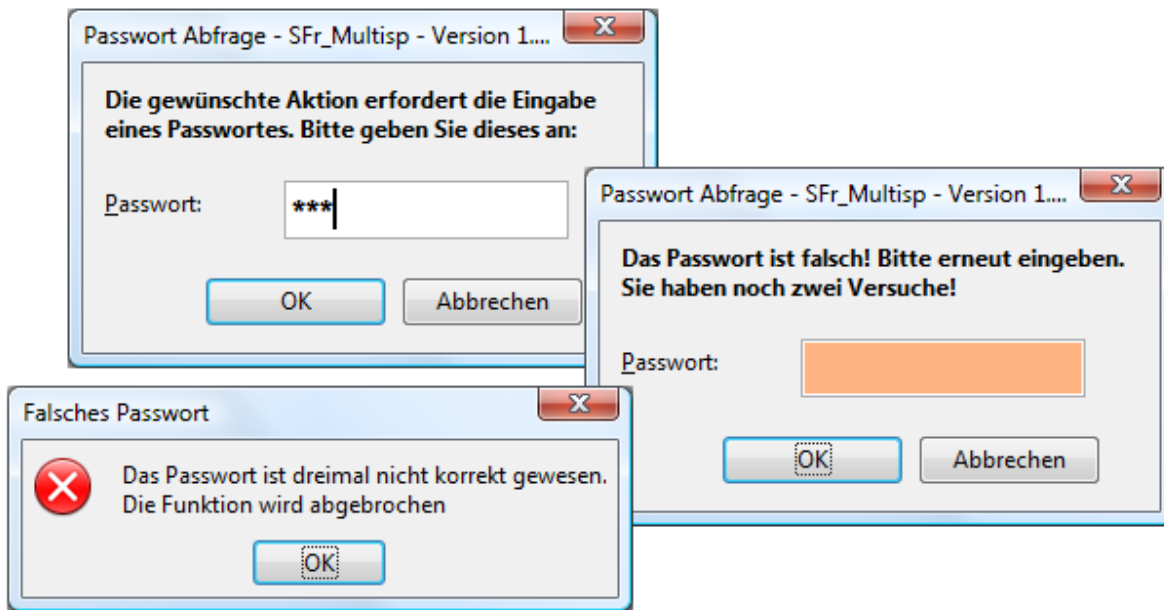 Passwort Abfrage - SFr_Multisp - Version 1....
Die gewünschte Aktion erfordert die Eingabe
eines Passwortes. Bitte geben Sie dieses an:
Passwort:
***
OK
Abbrechen
Passwort Abfrage - SFr_Multisp - Version 1....
Das Passwort ist falsch! Bitte erneut eingeben.
Sie haben noch zwei Versuche!
Passwort:
OK
Abbrechen
Falsches Passwort
Das Passwort ist dreimal nicht korrekt gewesen.
Die Funktion wird abgebrochen
OK